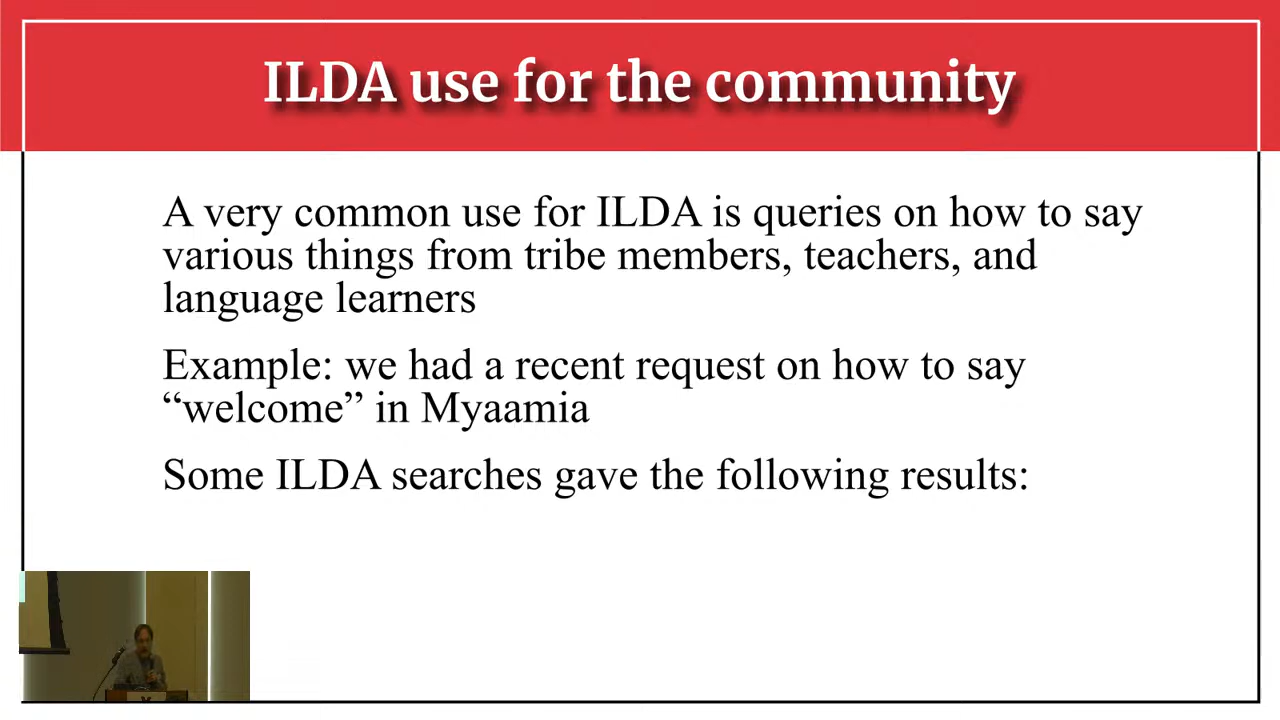 ILDA use for the community
A very common use for ILDA is queries on how to say
various things from tribe members, teachers, and
language learners
Example: we had a recent request on how to say
“welcome” in Myaamia
Some ILDA searches gave the following results: